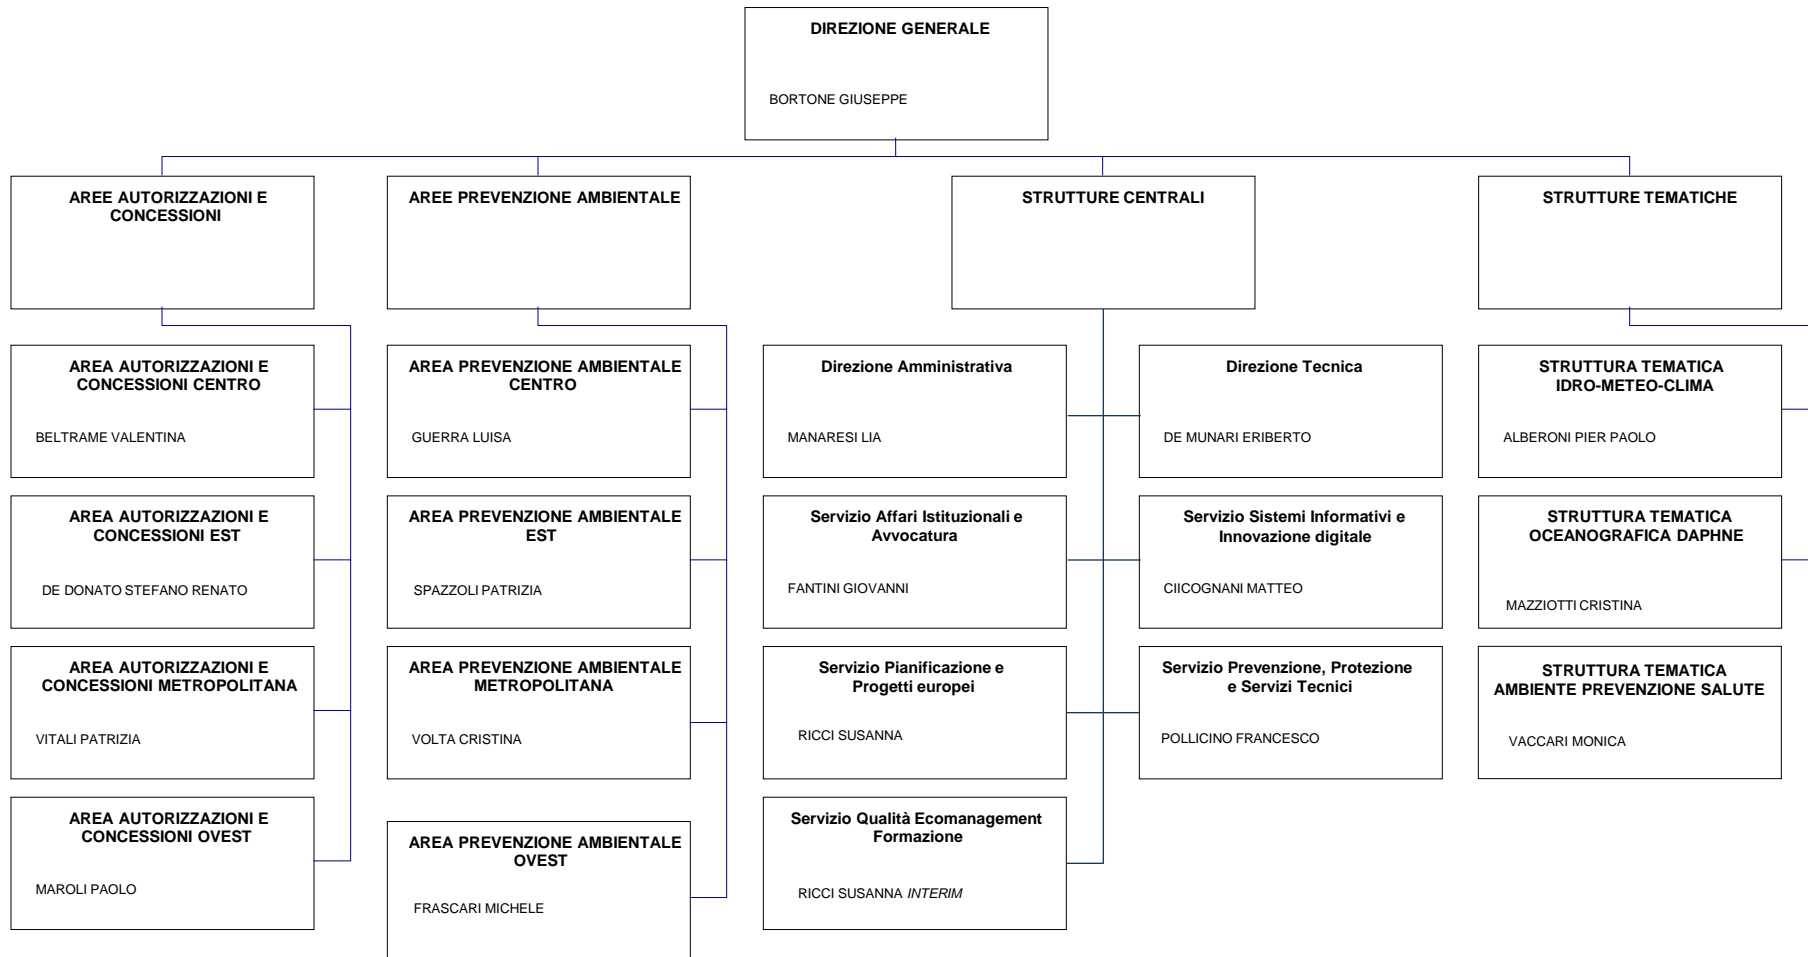 DIREZIONE GENERALE
BORTONE GIUSEPPE
AREE AUTORIZZAZIONI E
CONCESSIONI
AREE PREVENZIONE AMBIENTALE
STRUTTURE CENTRALI
STRUTTURE TEMATICHE
AREA AUTORIZZAZIONI E
CONCESSIONI CENTRO
BELTRAME VALENTINA
AREA PREVENZIONE AMBIENTALE
CENTRO
GUERRA LUISA
Direzione Amministrativa
MANARESI LIA
Direzione Tecnica
DE MUNARI ERIBERTO
STRUTTURA TEMATICA
IDRO-METEO-CLIMA
ALBERONI PIER PAOLO
AREA AUTORIZZAZIONI E
CONCESSIONI EST
DE DONATO STEFANO RENATO
AREA PREVENZIONE AMBIENTALE
EST
SPAZZOLI PATRIZIA
Servizio Affari Istituzionali e
Avvocatura
FANTINI GIOVANNI
Servizio Sistemi Informativi e
Innovazione digitale
CIICOGNANI MATTEO
STRUTTURA TEMATICA
OCEANOGRAFICA DAPHNE
MAZZIOTTI CRISTINA
AREA AUTORIZZAZIONI E
CONCESSIONI METROPOLITANA
VITALI PATRIZIA
AREA PREVENZIONE AMBIENTALE
METROPOLITANA
VOLTA CRISTINA
Servizio Pianificazione e
Progetti europei
RICCI SUSANNA
Servizio Prevenzione, Protezione
e Servizi Tecnici
POLLICINO FRANCESCO
STRUTTURA TEMATICA
AMBIENTE PREVENZIONE SALUTE
VACCARI MONICA
AREA AUTORIZZAZIONI E
CONCESSIONI OVEST
MAROLI PAOLO
AREA PREVENZIONE AMBIENTALE
OVEST
FRASCARI MICHELE
Servizio Qualità Ecomanagement
Formazione
RICCI SUSANNA INTERIM